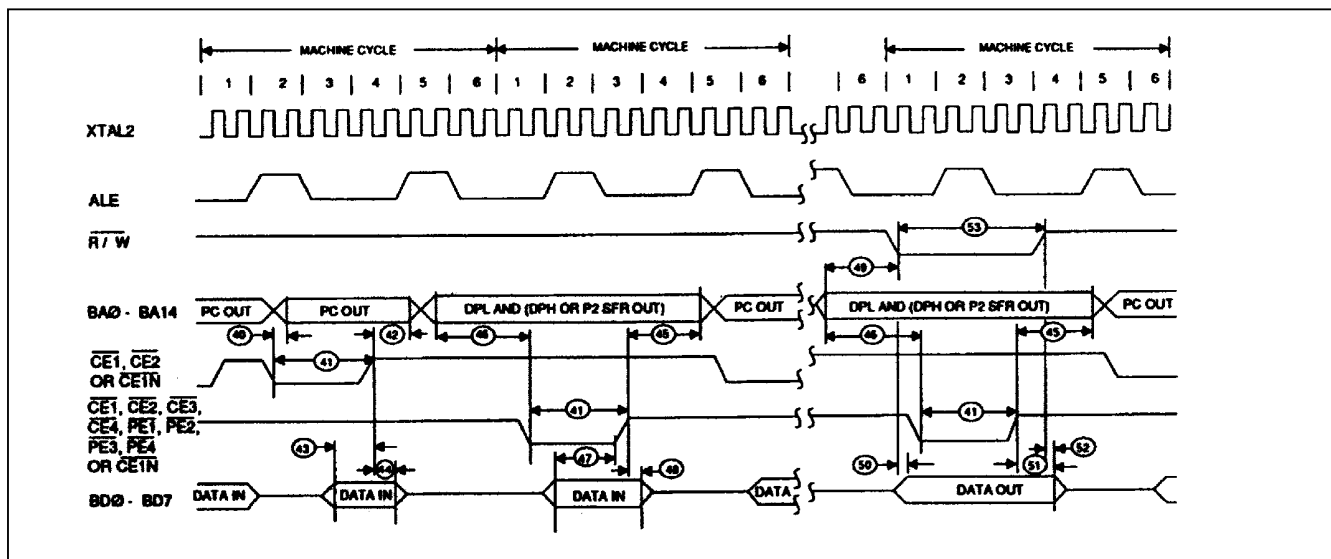 MACHINE CYCLE MACHINE CYCLE MACHINE CYCLE
1 2 3 4 5 6 1 2 3 4 5 6 6 1 2 3 4 5 6
XTAL2
ALE
R / W
53
49
BAØ - BA14 PC OUT PC OUT DPL AND (DPH OR P2 SFR OUT) PC OUT DPL AND (DPH OR P2 SFR OUT) PC OUT
40 42 46 45 46 45
41
CE1, CE2
OR CE1N
CE1, CE2, CE3,
CE4, PE1, PE2,
PE3, PE4
OR CE1N
41 41
43 44 47 48 50 51 52
BDØ - BD7 DATA IN DATA IN DATA IN DATA DATA OUT